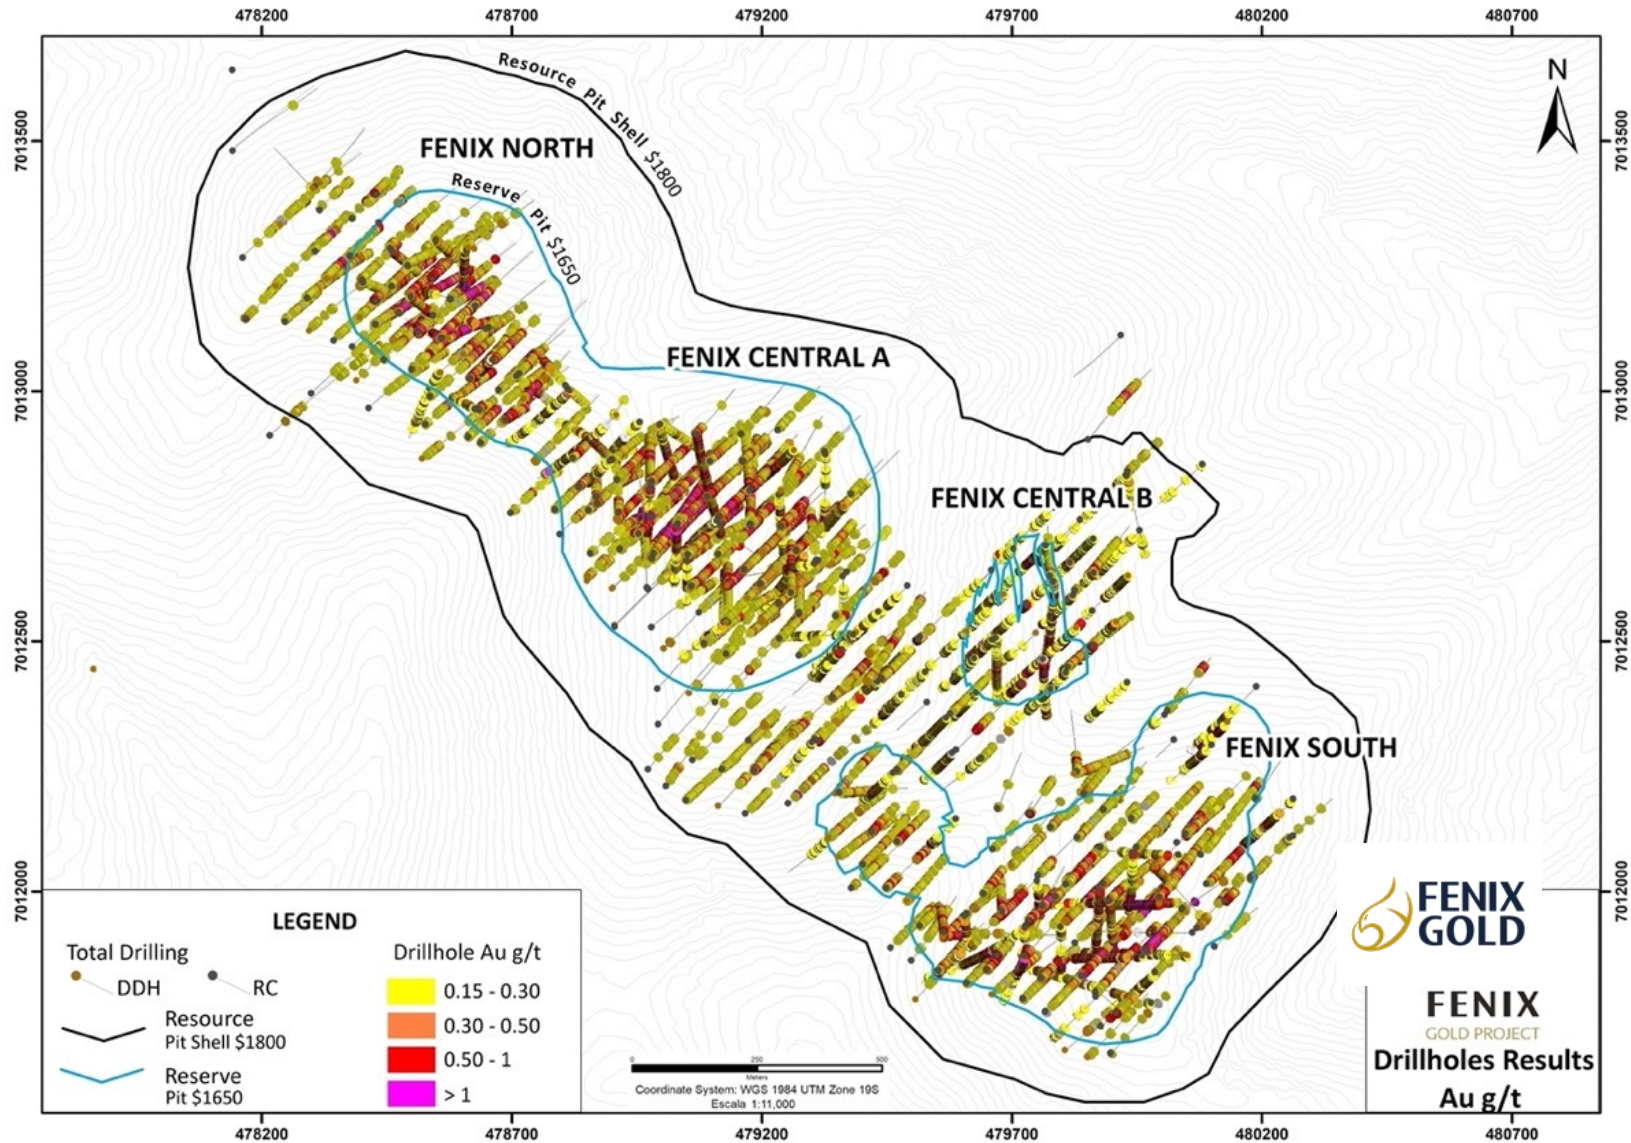 478200 478700 479200 479700 480200 480700
N
Resource Pit Shell $1800
7013500
7013500
FENIX NORTH
Reserve Pit $1650
FENIX CENTRAL A
7013000
7013000
FENIX CENTRAL B
7012500
7012500
FENIX SOUTH
7012000
7012000
LEGEND
Total Drilling
DDH
RC
Resource
Pit Shell $1800
Reserve
Pit $1650
Drillhole Au g/t
0.15 - 0.30
0.30 - 0.50
0.50 - 1
> 1
0 250 500
Meters
Coordinate System: WGS 1984 UTM Zone 19S
Escala 1:11,000
FENIX
GOLD
FENIX
GOLD PROJECT
Drillholes Results
Au g/t
478200 478700 479200 479700 480200 480700